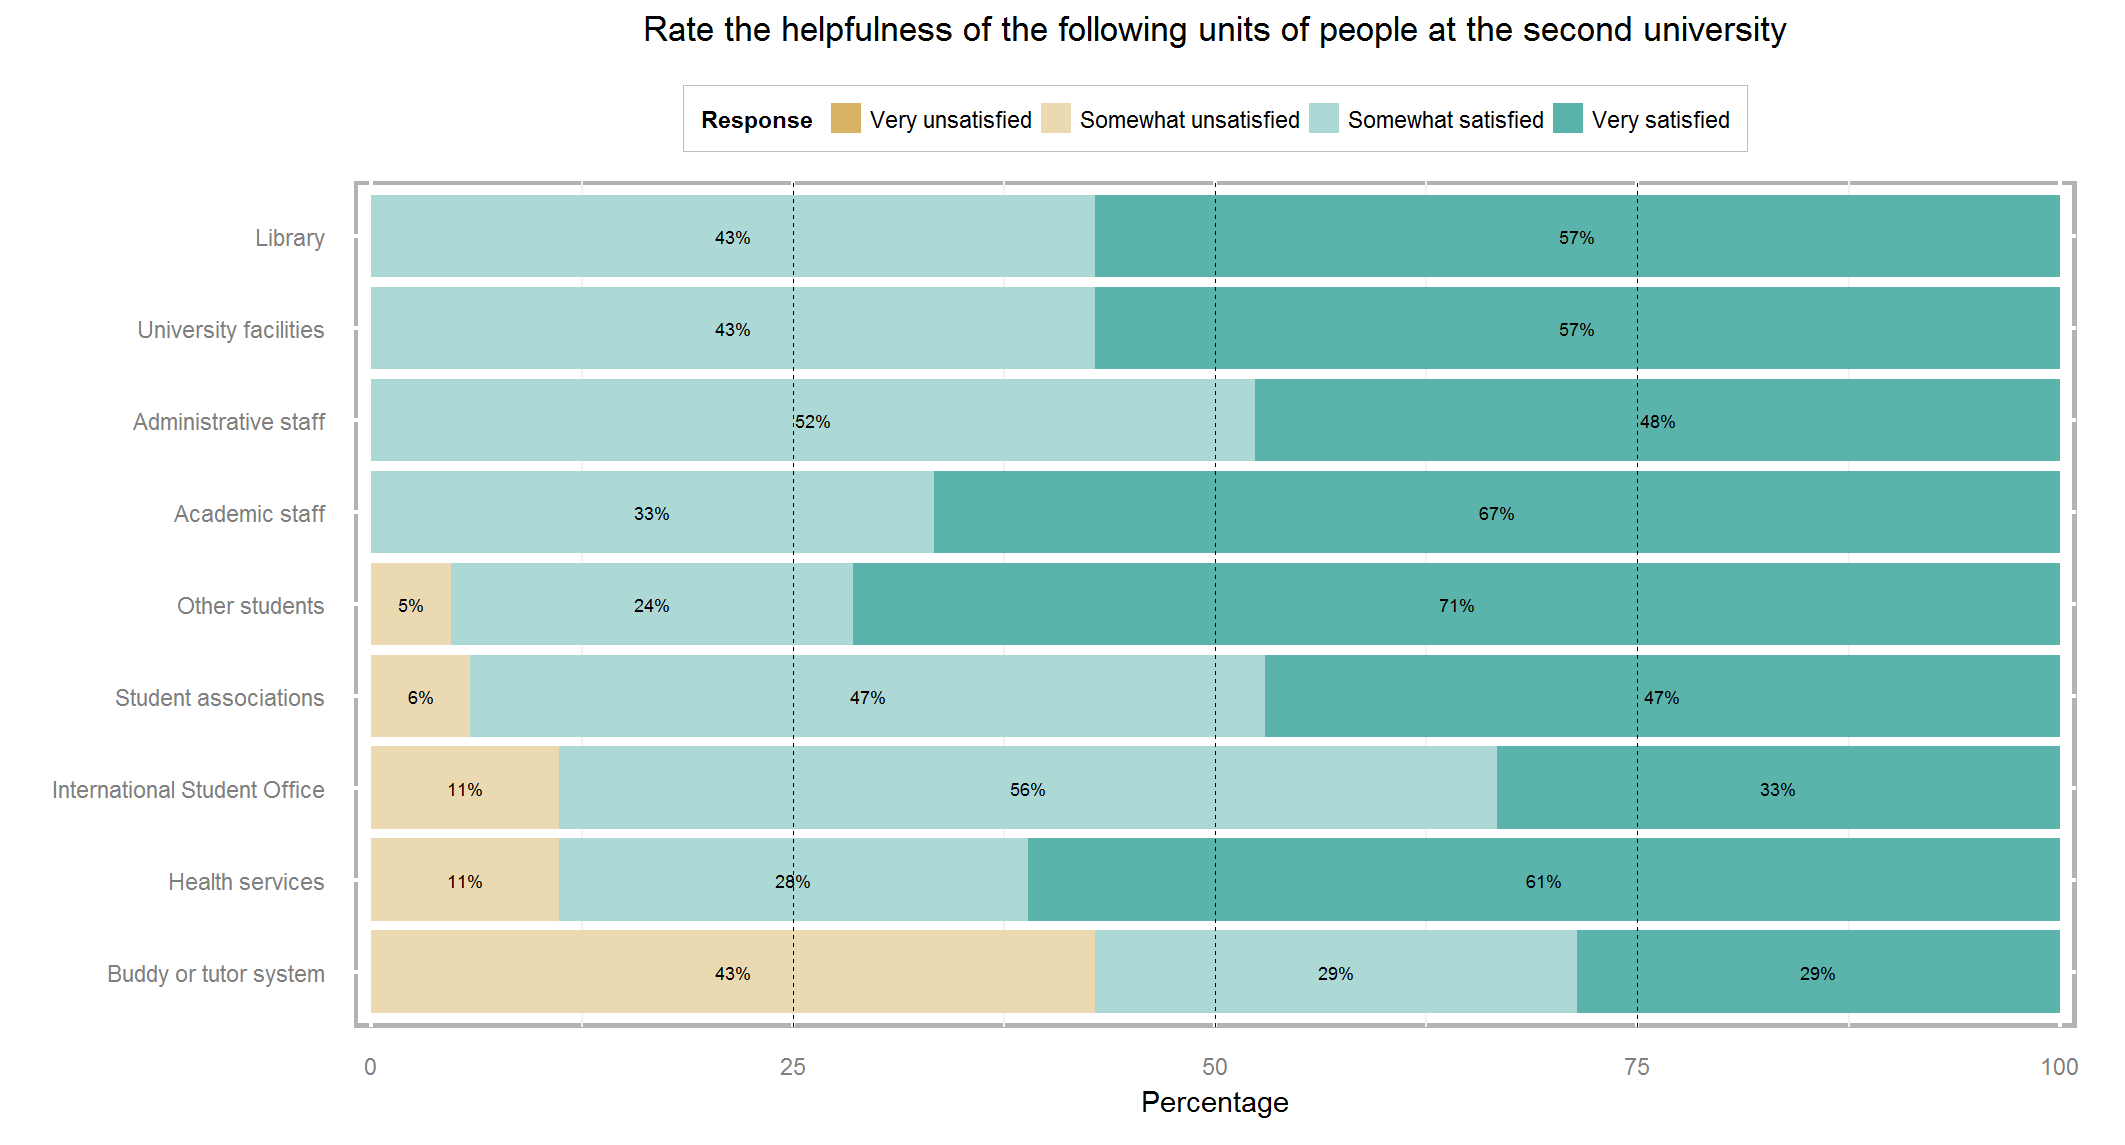 Rate the helpfulness of the following units of people at the second university
Response Very unsatisfied Somewhat unsatisfied Somewhat satisfied Very satisfied
Library 43% 57%
University facilities 43% 57%
Administrative staff 52% 48%
Academic staff 33% 67%
Other students 5% 24% 71%
Student associations 6% 47% 47%
International Student Office 11% 56% 33%
Health services 11% 28% 61%
Buddy or tutor system 43% 29% 29%
0 25 50 75 100
Percentage